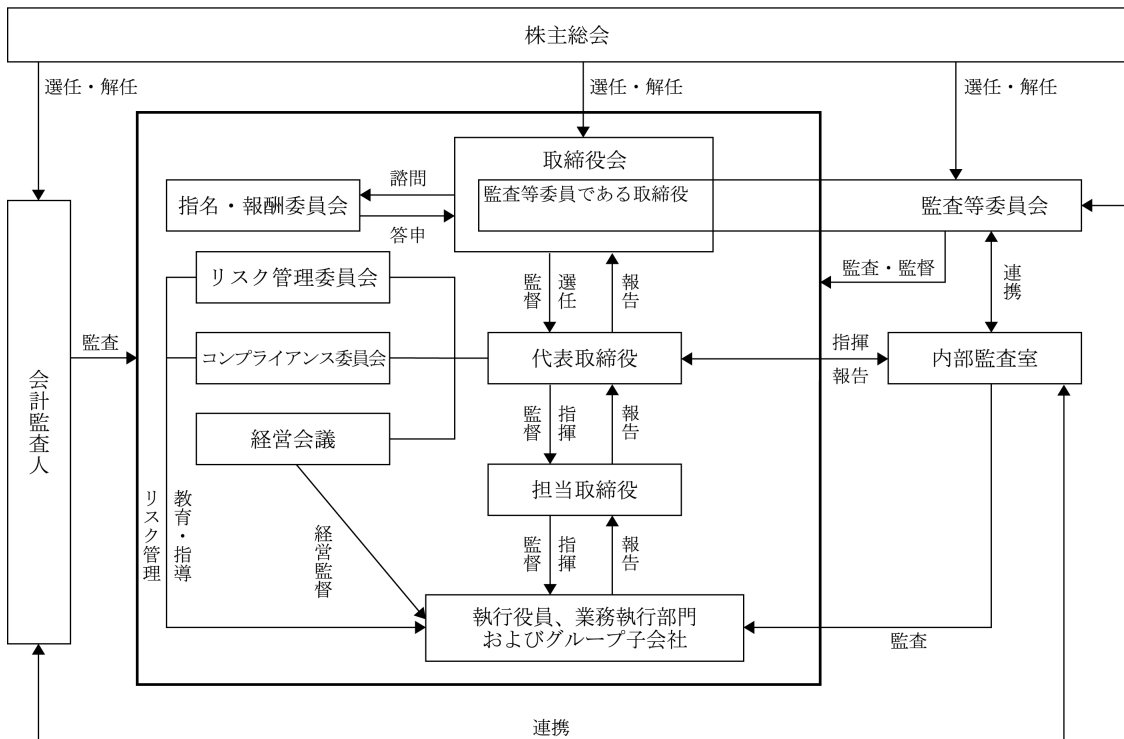 株主総会
選任・解任
選任・解任
選任・解任
取締役会
監査等委員である取締役
諮問
指名・報酬委員会
答申
監査等委員会
監査・監督
連携
リスク管理委員会
監督
選任
報告
監査
コンプライアンス委員会
代表取締役
指揮
報告
内部監査室
会計監査人
経営会議
監督
指揮
報告
担当取締役
リスク管理
教育・指導
経営監督
監督
指揮
報告
執行役員、業務執行部門
およびグループ子会社
監査
連携